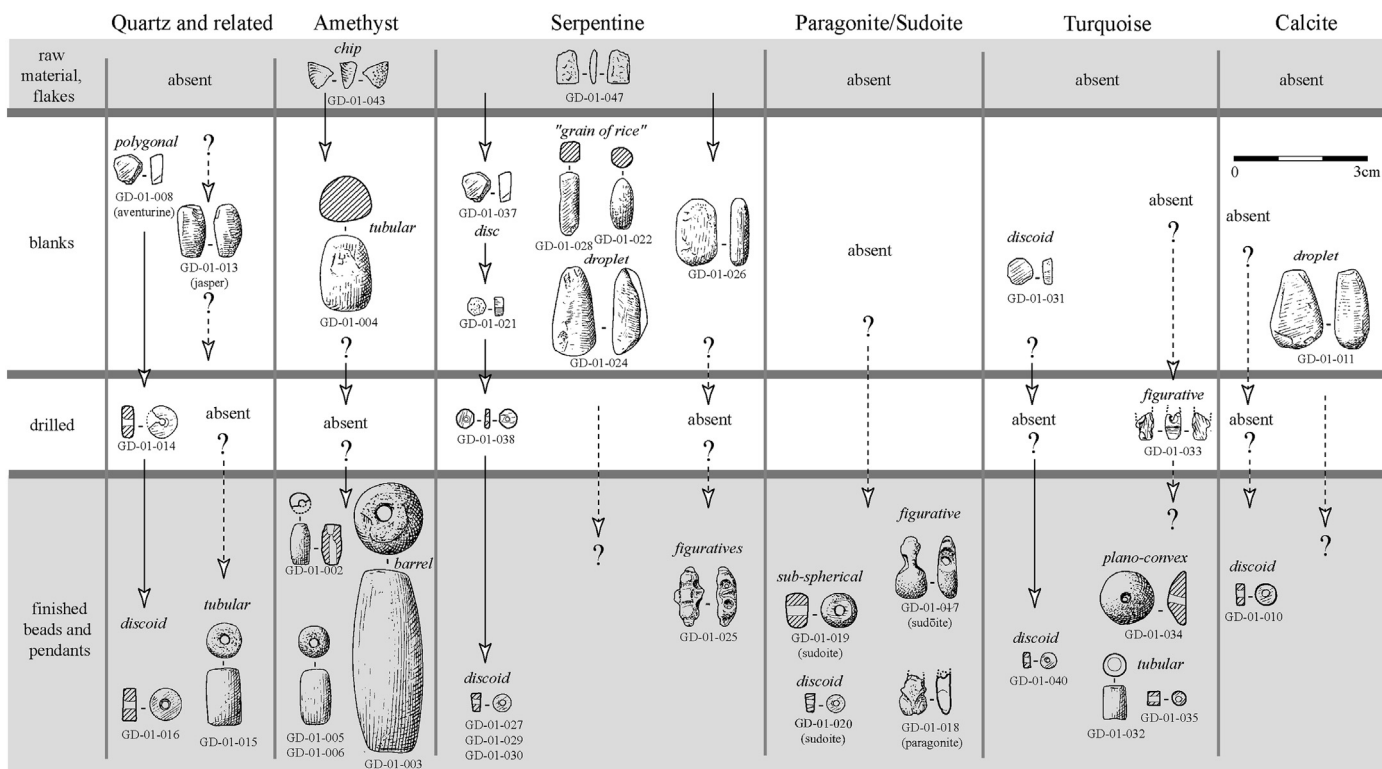 Quartz and related
Amethyst
Serpentine
Paragonite/Sudoite
Turquoise
Calcite
raw
material,
flakes
absent
chip
GD-01-043
GD-01-047
absent
absent
absent
blanks
polygonal
GD-01-008
(aventurine)
?
GD-01-013
(jasper)
?
tubular
GD-01-004
?
GD-01-037
disc
GD-01-021
"grain of rice"
GD-01-028
GD-01-022
droplet
GD-01-024
GD-01-026
?
absent
?
discoid
GD-01-031
?
absent
?
absent
?
0
3cm
droplet
GD-01-011
drilled
GD-01-014
absent
?
absent
?
GD-01-038
absent
?
absent
?
figurative
GD-01-033
absent
?
finished
beads and
pendants
discoid
GD-01-016
tubular
GD-01-015
GD-01-002
barrel
GD-01-005
GD-01-006
GD-01-003
discoid
GD-01-027
GD-01-029
GD-01-030
?
figuratives
GD-01-025
sub-spherical
GD-01-019
(sudoite)
discoid
GD-01-020
(sudoite)
figurative
GD-01-047
(sudōite)
GD-01-018
(paragonite)
discoid
GD-01-040
?
plano-convex
GD-01-034
tubular
GD-01-032
GD-01-035
discoid
GD-01-010
?